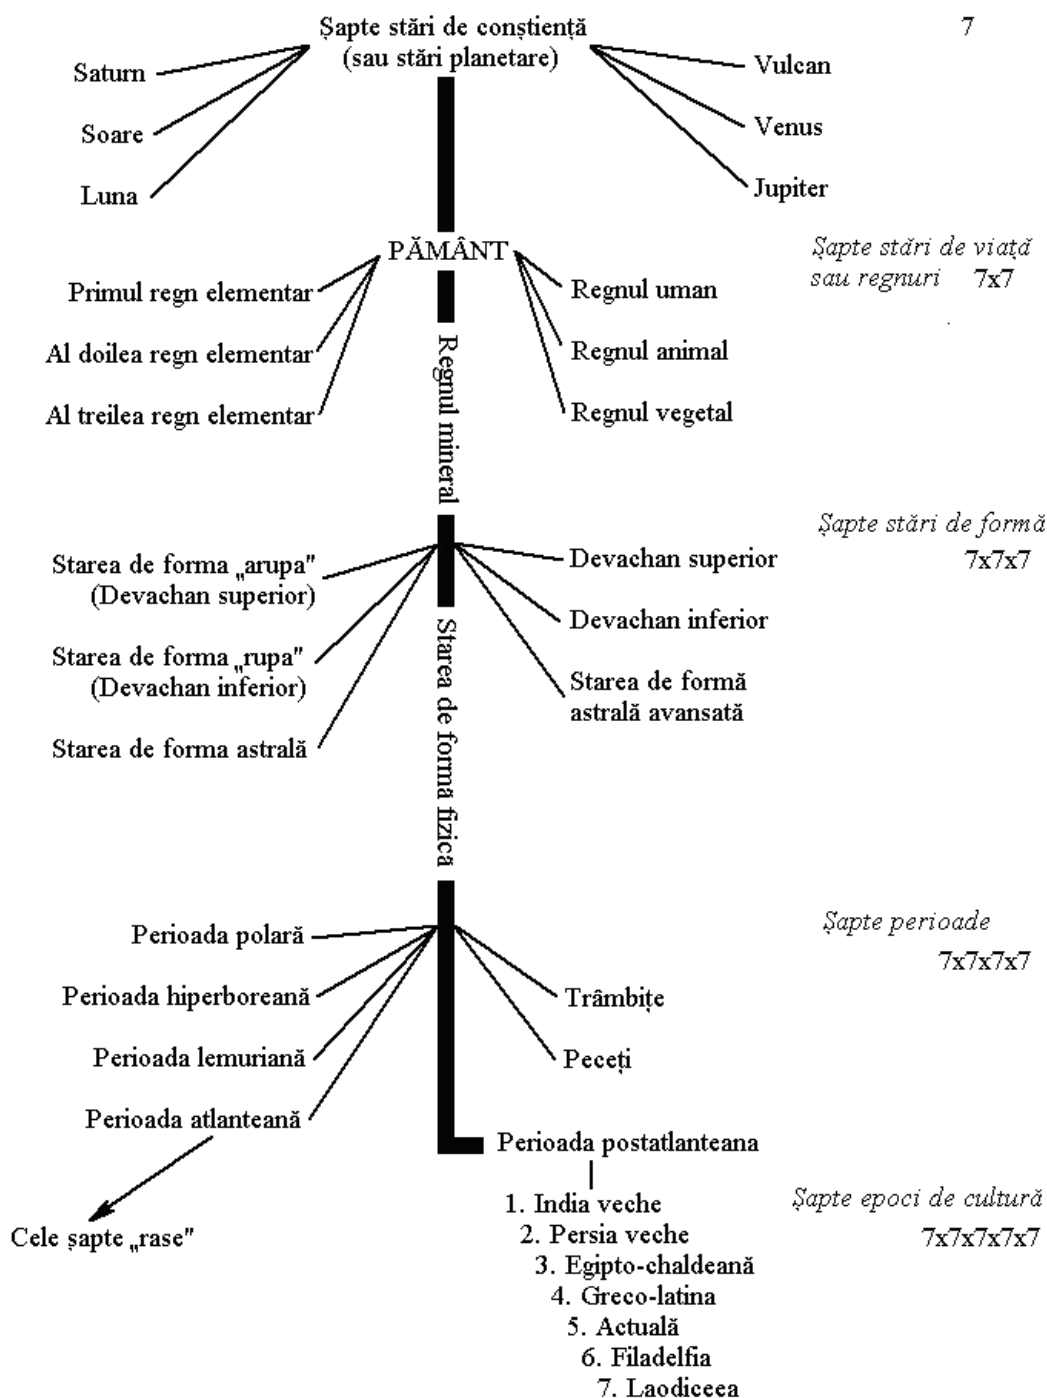 Șapte stări de conștiență
(sau stări planetare)
7
Saturn
Vulcan
Soare
Venus
Luna
Jupiter
PĂMÂNT
Șapte stări de viață
sau regnuri 7x7
Primul regn elementar
Regnul uman
Al doilea regn elementar
Regnul animal
Al treilea regn elementar
Regnul vegetal
Regnul mineral
Șapte stări de formă
7x7x7
Starea de forma „arupa"
(Devachan superior)
Devachan superior
Starea de forma „rupa"
(Devachan inferior)
Devachan inferior
Starea de forma astrală
Starea de formă
astrală avansată
Starea de formă fizică
Șapte perioade
7x7x7x7
Perioada polară
Perioada hiperboreană
Trâmbițe
Perioada lemuriană
Peceți
Perioada atlanteană
Perioada postatlanteana
Cele șapte „rase"
Șapte epoci de cultură
7x7x7x7x7
1. India veche
2. Persia veche
3. Egipto-chaldeană
4. Greco-latina
5. Actuală
6. Filadelfia
7. Laodiceea